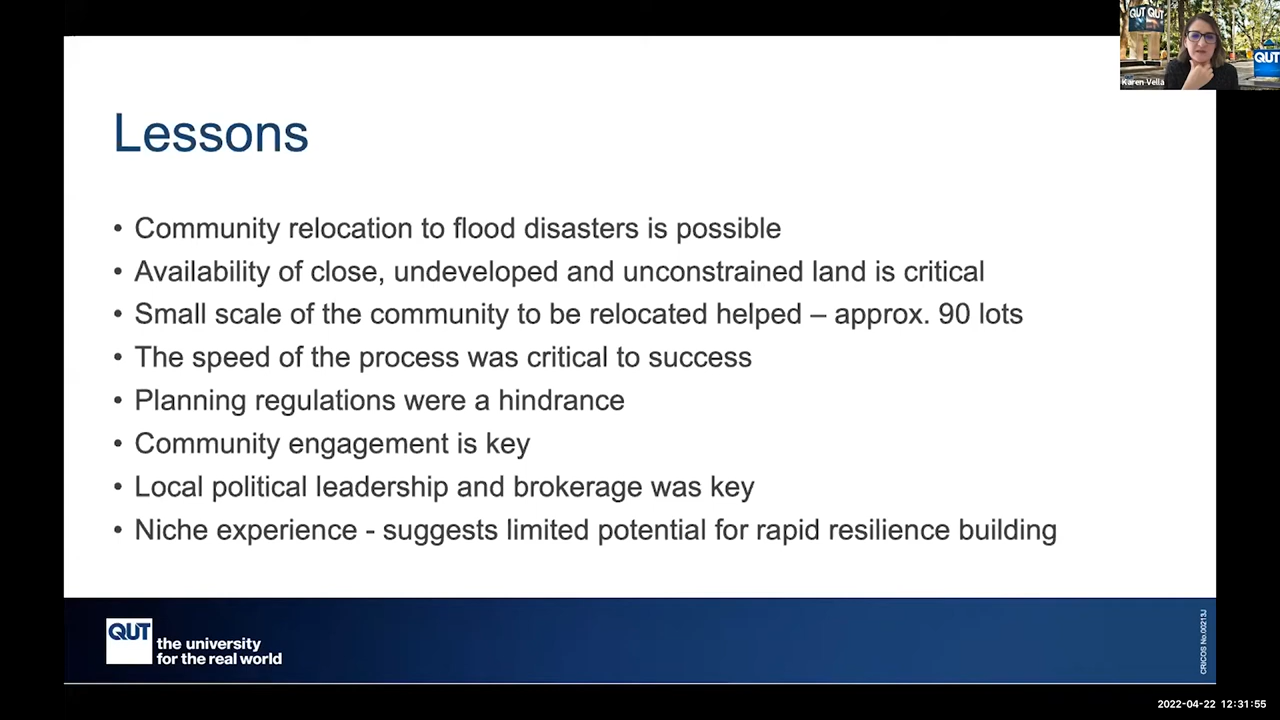 QUT QUT
QUT
Karen Vella
Lessons
• Community relocation to flood disasters is possible
• Availability of close, undeveloped and unconstrained land is critical
• Small scale of the community to be relocated helped – approx. 90 lots
• The speed of the process was critical to success
• Planning regulations were a hindrance
• Community engagement is key
• Local political leadership and brokerage was key
• Niche experience - suggests limited potential for rapid resilience building
QUT
the university
for the real world
CRICOS No.00213J
2022-04-22 12:31:55